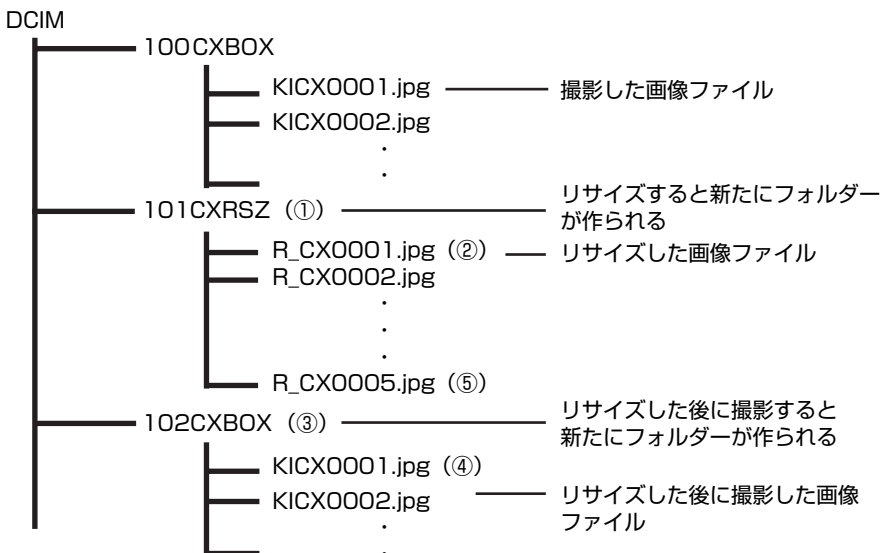 DCIM
100CXBOX
KICX0001.jpg
撮影した画像ファイル
KICX0002.jpg
リサイズすると新たにフォルダー
が作られる
101CXRSZ（①）
R_CX0001.jpg（②）
リサイズした画像ファイル
R_CX0002.jpg
R_CX0005.jpg（⑤）
リサイズした後に撮影すると
新たにフォルダーが作られる
102CXBOX（③）
KICX0001.jpg（④）
KICX0002.jpg
リサイズした後に撮影した画像
ファイル